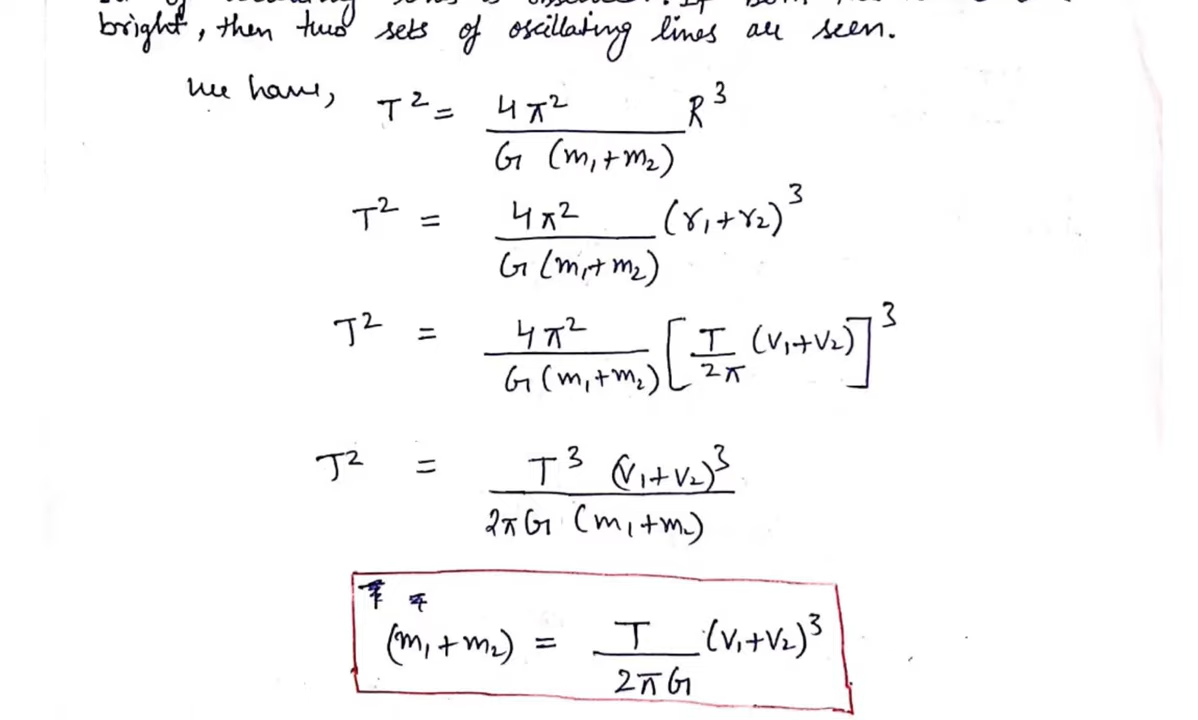 bright, then two sets of oscillating lines are seen.
we have, T² = 4π² / G (m₁+m₂) R³
T² = 4π² / G (m₁+m₂) (r₁+r₂)³
T² = 4π² / G (m₁+m₂) [T / 2π (V₁+V₂)]³
T² = T³ (V₁+V₂)³ / 2πG (m₁+m₂)
(m₁+m₂) = T / 2πG (V₁+V₂)³